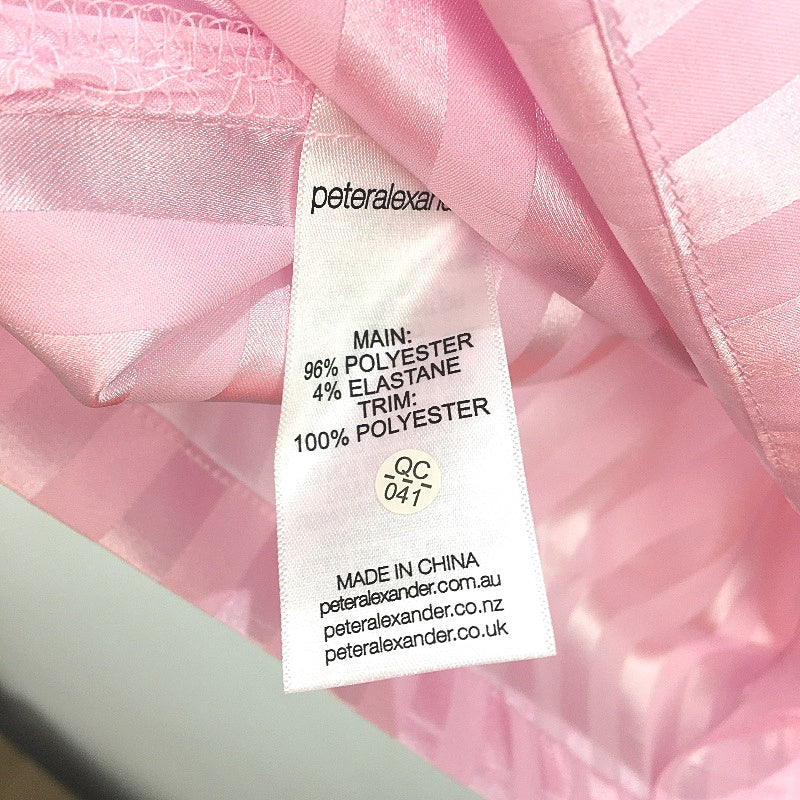 MAIN:
96% POLYESTER
4% ELASTANE
TRIM:
100% POLYESTER
QC
041
MADE IN CHINA
peteralexander.com.au
peteralexander.co.nz
peteralexander.co.uk